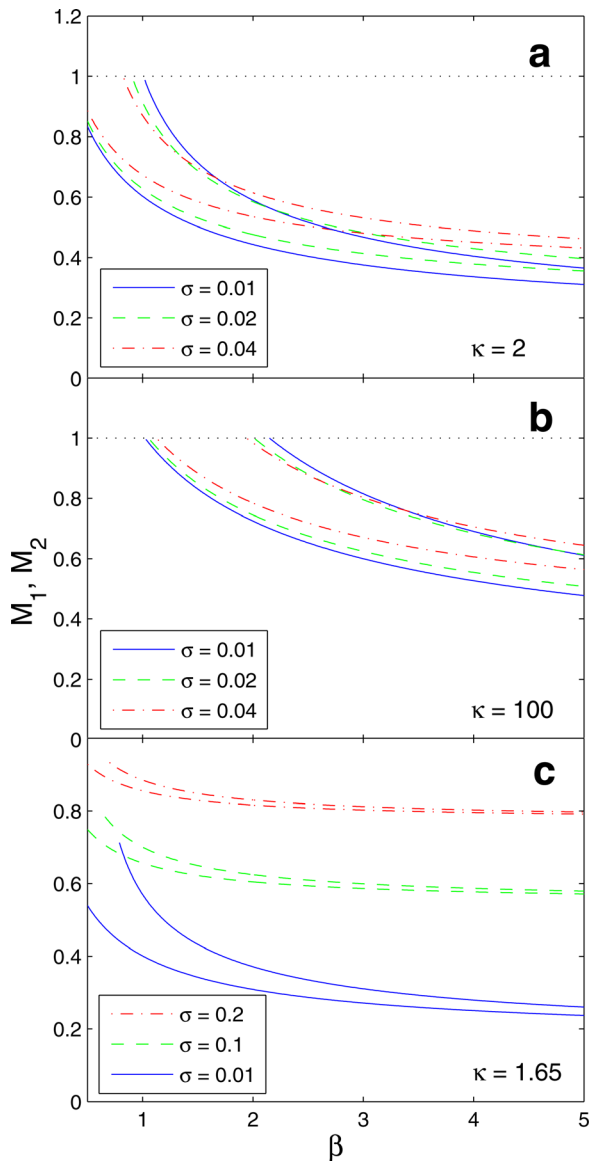 1.2
a
1
0.8
0.6
0.4
σ = 0.01
σ = 0.02
σ = 0.04
0.2
κ = 2
0
b
1
0.8
M₁, M₂
0.6
0.4
σ = 0.01
σ = 0.02
σ = 0.04
0.2
κ = 100
0
c
0.8
0.6
0.4
σ = 0.2
σ = 0.1
σ = 0.01
0.2
κ = 1.65
0
1 2 3 4 5
β